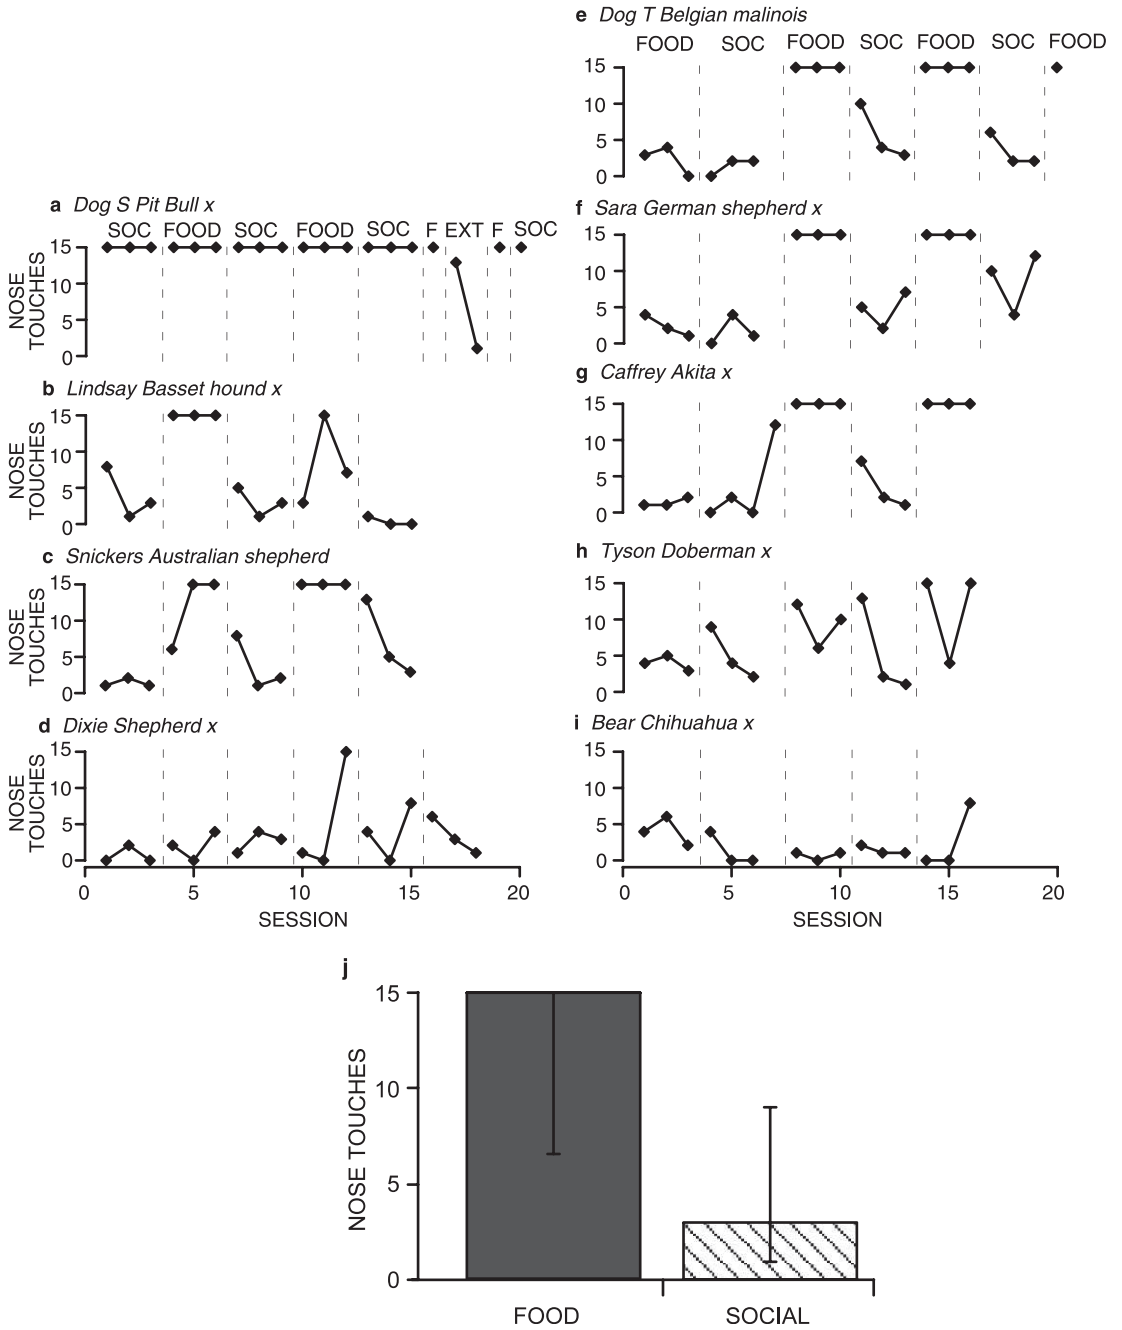 e Dog T Belgian malinois
FOOD SOC FOOD SOC FOOD SOC FOOD
15
10
5
0
a Dog S Pit Bull x
SOC FOOD SOC FOOD SOC F EXT F SOC
NOSE
TOUCHES
15
10
5
0
f Sara German shepherd x
15
10
5
0
b Lindsay Basset hound x
NOSE
TOUCHES
15
10
5
0
g Caffrey Akita x
15
10
5
0
c Snickers Australian shepherd
NOSE
TOUCHES
15
10
5
0
h Tyson Doberman x
15
10
5
0
d Dixie Shepherd x
NOSE
TOUCHES
15
10
5
0
0 5 10 15 20
SESSION
i Bear Chihuahua x
15
10
5
0
0 5 10 15 20
SESSION
j
NOSE TOUCHES
15
10
5
0
FOOD SOCIAL